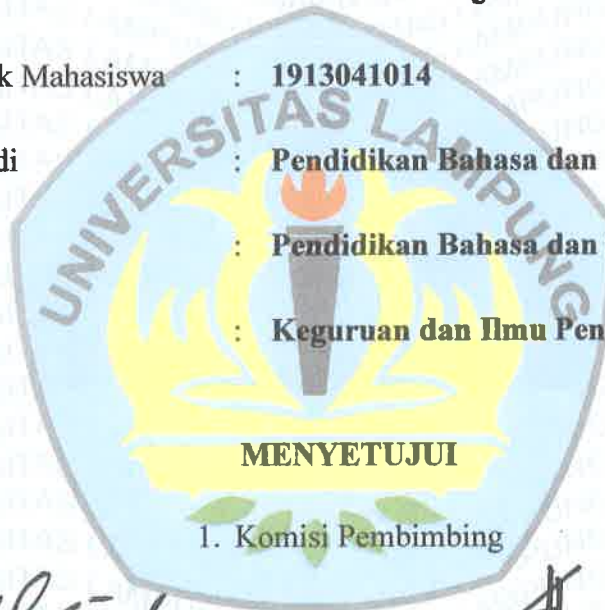 k Mahasiswa : 1913041014
di : Pendidikan Bahasa dan
: Pendidikan Bahasa dan
: Keguruan dan Ilmu Pen
UNIVERSITAS LAMPUNG
MENYETUJUI
1. Komisi Pembimbing